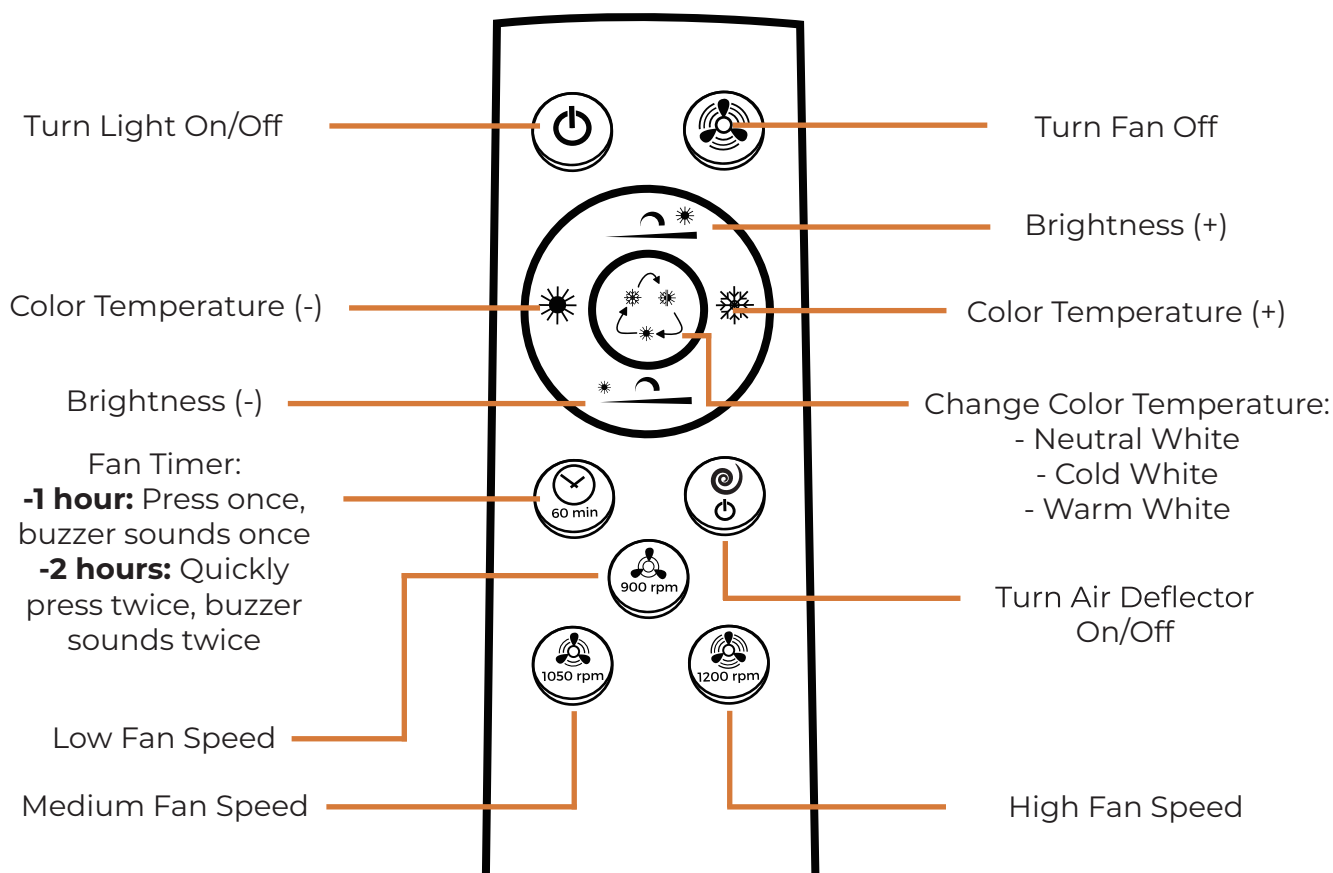 Turn Light On/Off
Turn Fan Off
Brightness (+)
Color Temperature (-)
Color Temperature (+)
Brightness (-)
Change Color Temperature:
- Neutral White
- Cold White
- Warm White
Fan Timer:
-1 hour: Press once,
buzzer sounds once
-2 hours: Quickly
press twice, buzzer
sounds twice
60 min
900 rpm
Turn Air Deflector
On/Off
1050 rpm
1200 rpm
Low Fan Speed
Medium Fan Speed
High Fan Speed